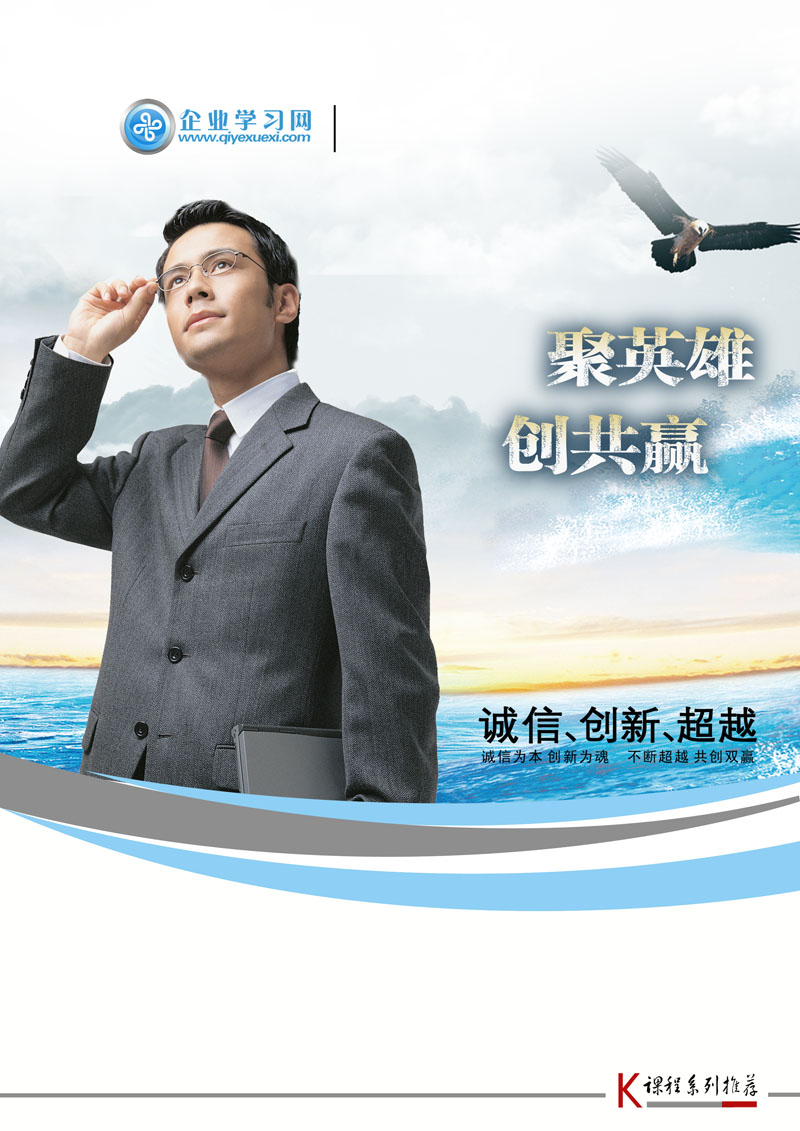 企业学习网
www.qiyexuexi.com
聚英雄
创共赢
诚信、创新、超越
诚信为本 创新为魂 不断超越 共创双赢
K 课程系列推荐